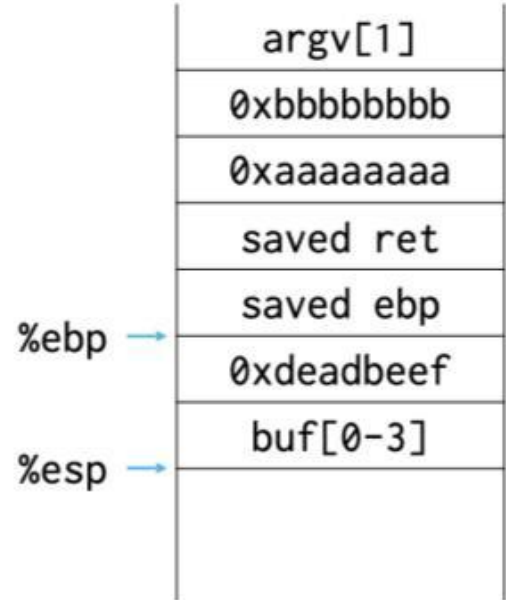 argv[1]
0xbbbbbbbb
0xaaaaaaaa
saved ret
saved ebp
%ebp
0xdeadbeef
buf[0-3]
%esp